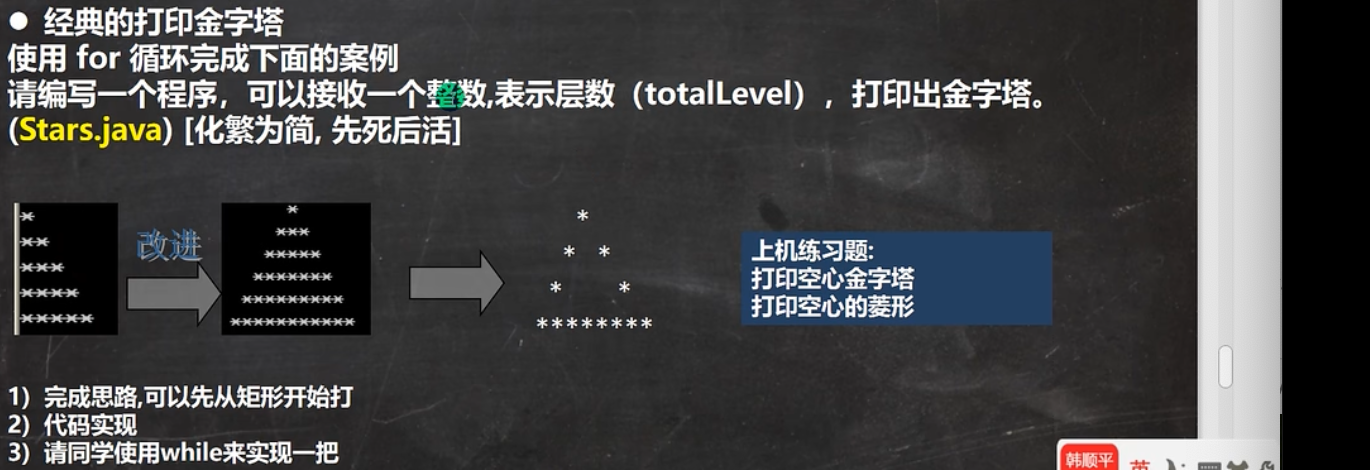 ● 经典的打印金字塔
使用 for 循环完成下面的案例
请编写一个程序，可以接收一个整数,表示层数（totalLevel），打印出金字塔。
(Stars.java) [化繁为简, 先死后活]
*
**
***
****
*****
改进
*
***
*****
*******
*********
***********
*
* *
* *
********
上机练习题:
打印空心金字塔
打印空心的菱形
1) 完成思路,可以先从矩形开始打
2) 代码实现
3) 请同学使用while来实现一把
韩顺平
英